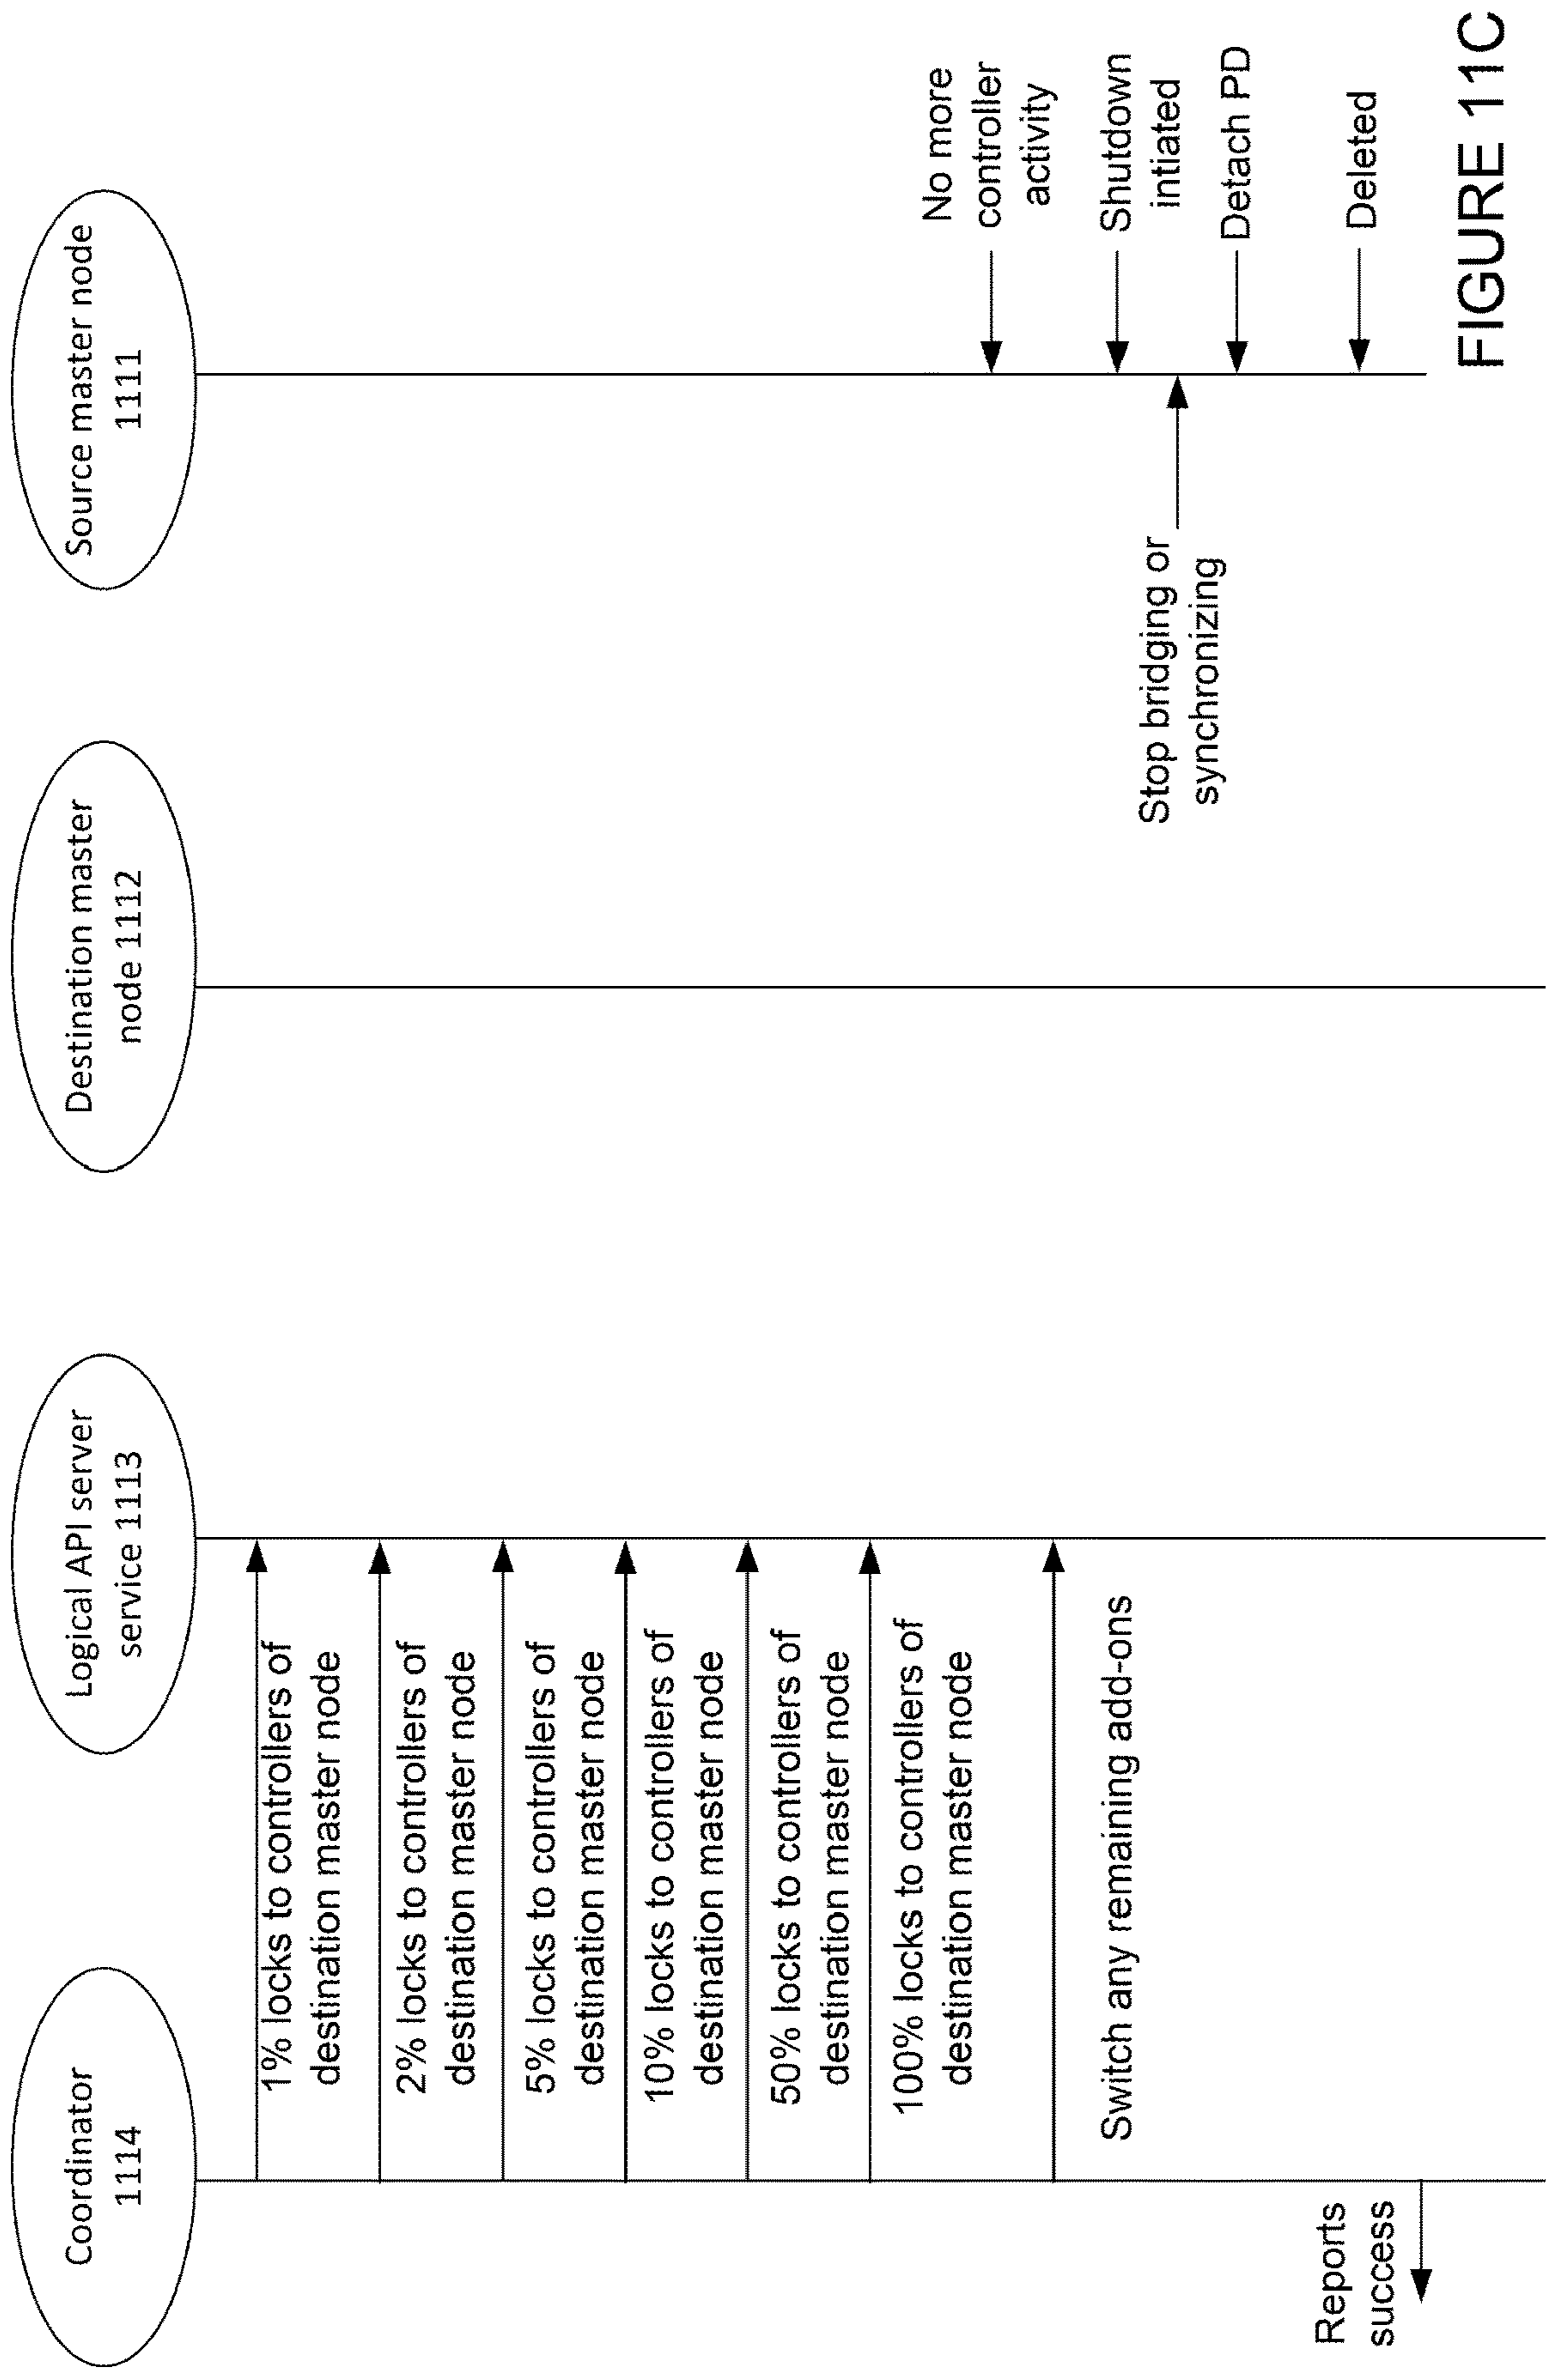 Coordinator
1114
Logical API server
service 1113
Destination master
node 1112
Source master node
1111
1% locks to controllers of
destination master node
2% locks to controllers of
destination master node
5% locks to controllers of
destination master node
10% locks to controllers of
destination master node
50% locks to controllers of
destination master node
100% locks to controllers of
destination master node
No more
controller
activity
Switch any remaining add-ons
Shutdown
intiated
Stop bridging or
synchronizing
Detach PD
Deleted
Reports
success
FIGURE 11C